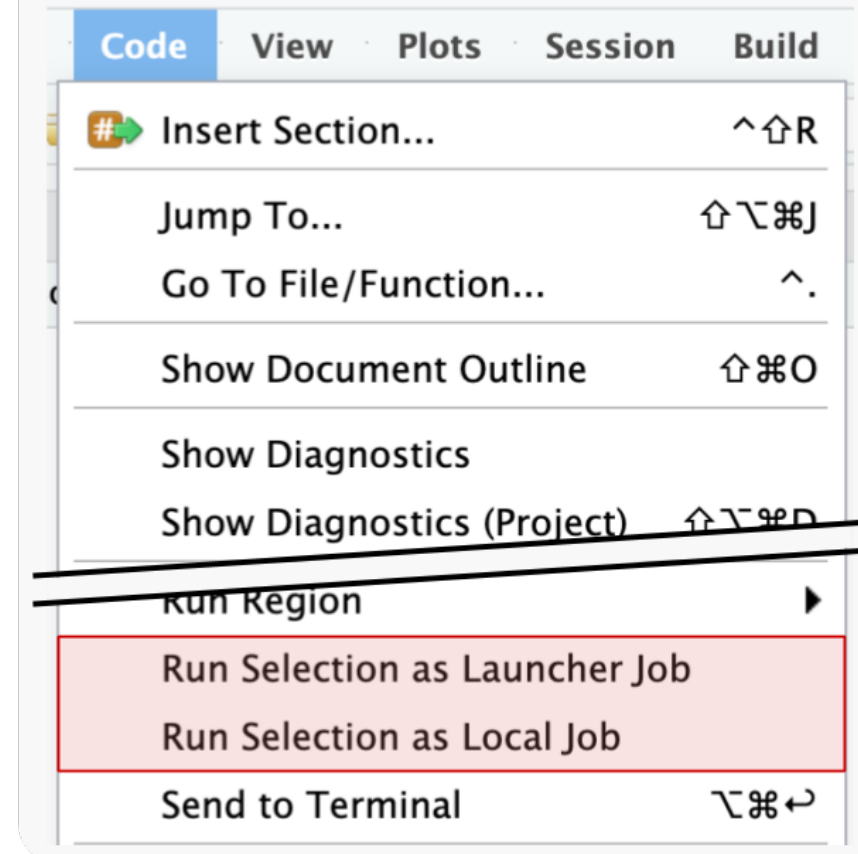 Code View Plots Session Build
# Insert Section... ^⇧R
Jump To... ⇧⌥⌘J
Go To File/Function... ^.
Show Document Outline ⇧⌘O
Show Diagnostics
Show Diagnostics (Project) ⇧⌥⌘D
Run Region
Run Selection as Launcher Job
Run Selection as Local Job
Send to Terminal ⌥⌘↩